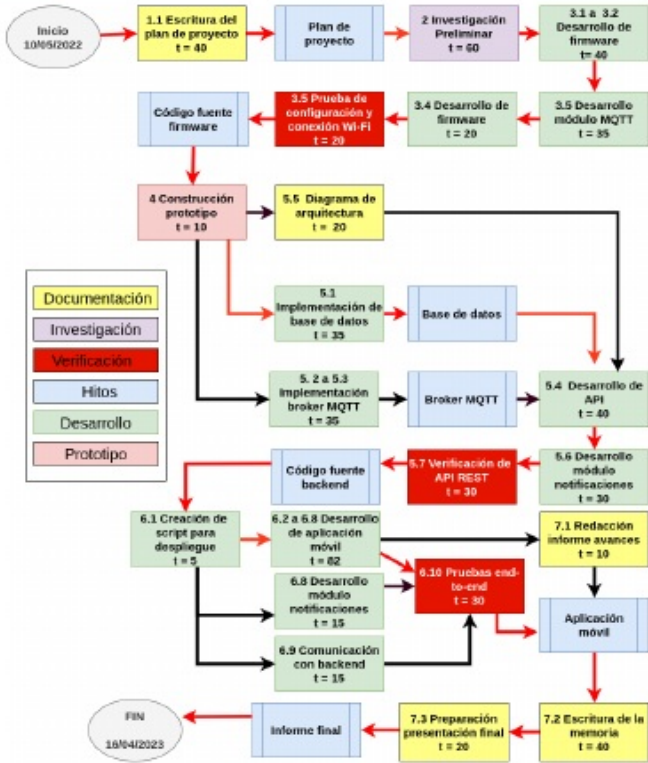 Inicio
10/05/2022
1.1 Escritura del
plan de proyecto
t = 40
Plan de
proyecto
2 Investigación
Preliminar
t = 60
3.1 a 3.2
Desarrollo de
firmware
t= 40
Código fuente
firmware
3.5 Prueba de
configuración y
conexión Wi-Fi
t = 20
3.4 Desarrollo de
firmware
t = 20
3.5 Desarrollo
módulo MQTT
t = 35
4 Construcción
prototipo
t = 10
5.5 Diagrama de
arquitectura
t = 20
Documentación
Investigación
Verificación
Hitos
Desarrollo
Prototipo
5.1
Implementación de
base de datos
t = 35
Base de datos
5. 2 a 5.3
Implementación
broker MQTT
t = 35
Broker MQTT
5.4 Desarrollo de
API
t = 40
Código fuente
backend
5.7 Verificación de
API REST
t = 30
5.6 Desarrollo
módulo
notificaciones
t = 30
6.1 Creación de
script para
despliegue
t = 5
6.2 a 6.8 Desarrollo
de aplicación
móvil
t = 82
7.1 Redacción
informe avances
t = 10
6.8 Desarrollo
módulo
notificaciones
t = 15
6.10 Pruebas end-
to-end
t = 30
Aplicación
móvil
6.9 Comunicación
con backend
t = 15
FIN
16/04/2023
Informe final
7.3 Preparación
presentación final
t = 20
7.2 Escritura de la
memoria
t = 40